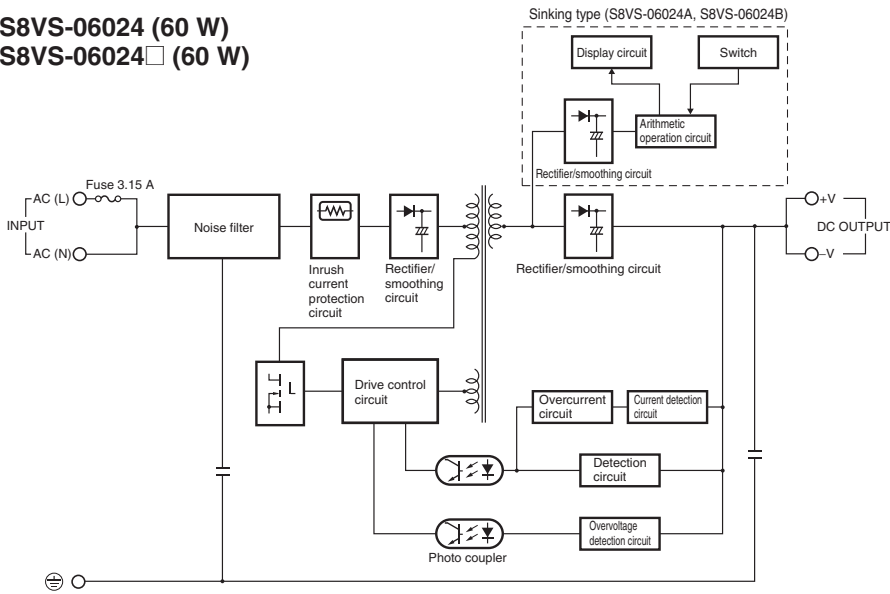 S8VS-06024 (60 W)
S8VS-06024□ (60 W)
Sinking type (S8VS-06024A, S8VS-06024B)
Display circuit
Switch
Arithmetic
operation circuit
Rectifier/smoothing circuit
INPUT
AC (L)
Fuse 3.15 A
AC (N)
Noise filter
Inrush
current
protection
circuit
Rectifier/
smoothing
circuit
Rectifier/smoothing circuit
+V
DC OUTPUT
–V
Drive control
circuit
Overcurrent
circuit
Current detection
circuit
Detection
circuit
Overvoltage
detection circuit
Photo coupler